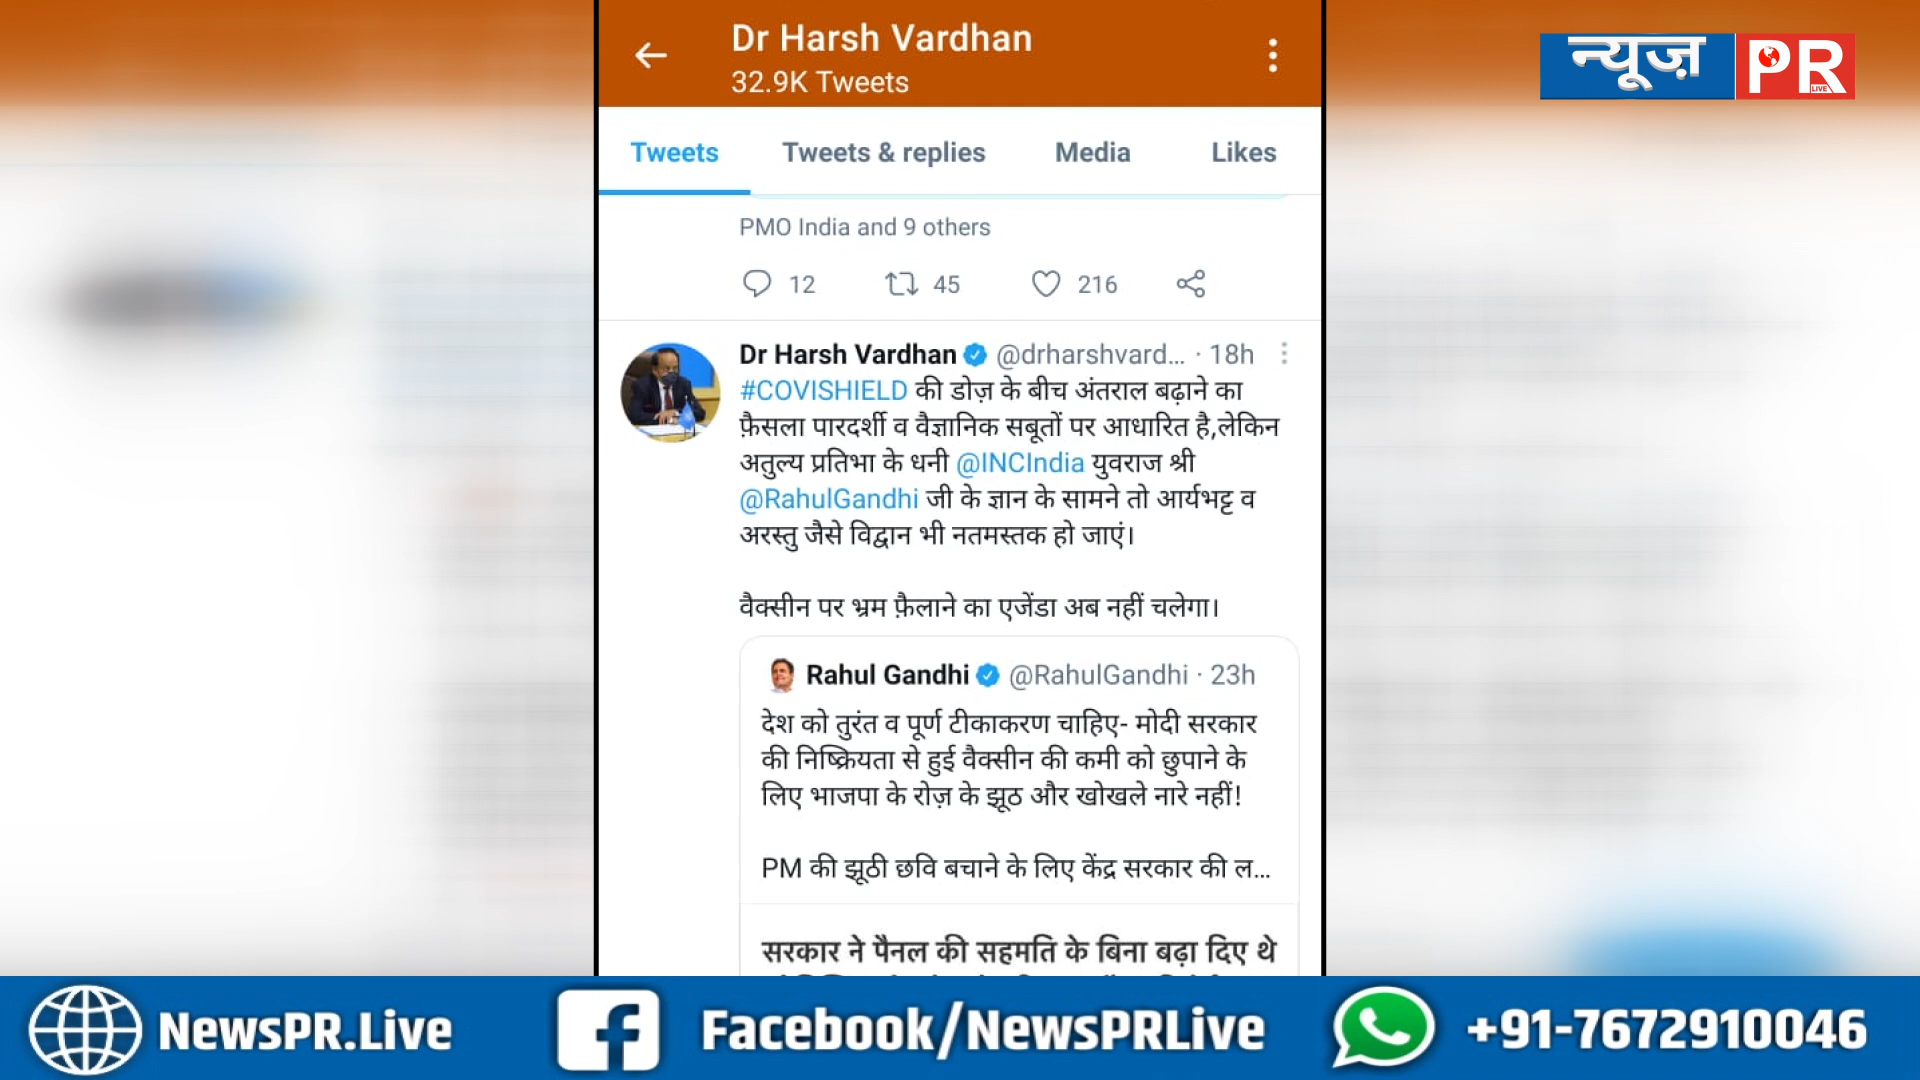 Dr Harsh Vardhan
32.9K Tweets
न्यूज़ PR
LIVE
Tweets Tweets & replies Media Likes
PMO India and 9 others
12 45 216
Dr Harsh Vardhan @drharshvard... · 18h
#COVISHIELD की डोज़ के बीच अंतराल बढ़ाने का
फ़ैसला पारदर्शी व वैज्ञानिक सबूतों पर आधारित है,लेकिन
अतुल्य प्रतिभा के धनी @INCIndia युवराज श्री
@RahulGandhi जी के ज्ञान के सामने तो आर्यभट्ट व
अरस्तु जैसे विद्वान भी नतमस्तक हो जाएं।
वैक्सीन पर भ्रम फ़ैलाने का एजेंडा अब नहीं चलेगा।
Rahul Gandhi @RahulGandhi · 23h
देश को तुरंत व पूर्ण टीकाकरण चाहिए- मोदी सरकार
की निष्क्रियता से हुई वैक्सीन की कमी को छुपाने के
लिए भाजपा के रोज़ के झूठ और खोखले नारे नहीं!
PM की झूठी छवि बचाने के लिए केंद्र सरकार की ल...
सरकार ने पैनल की सहमति के बिना बढ़ा दिए थे
NewsPR.Live Facebook/NewsPRLive +91-7672910046